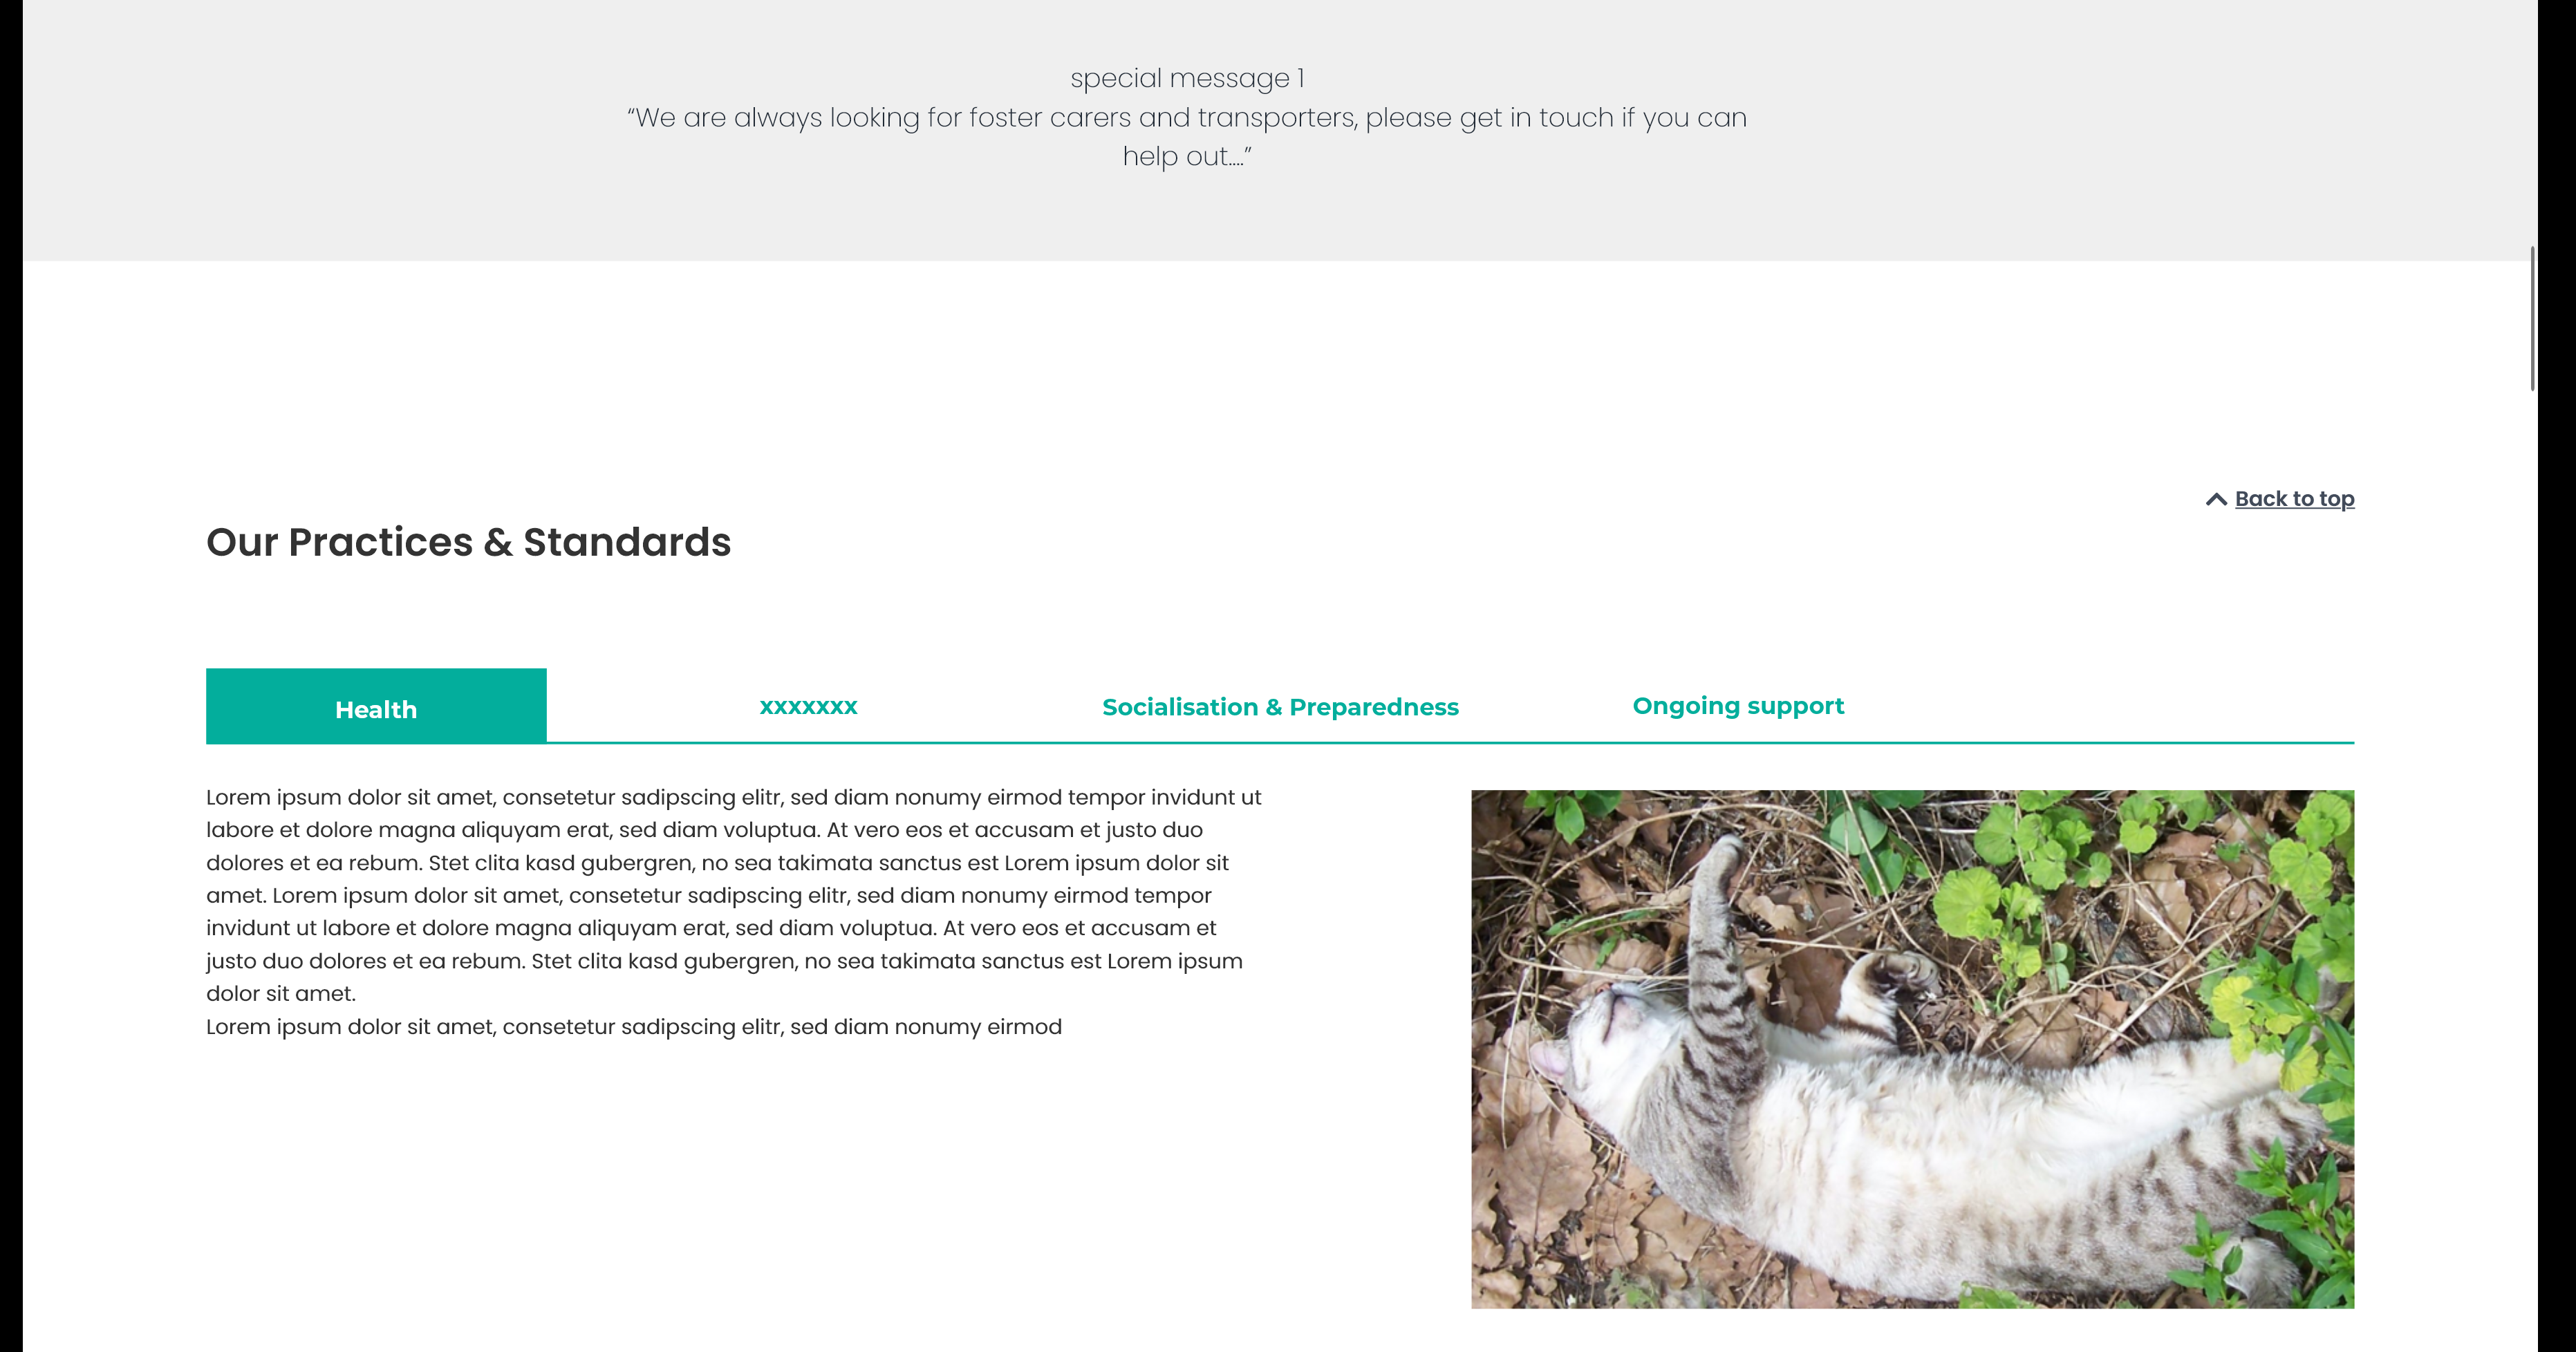 special message 1
“We are always looking for foster carers and transporters, please get in touch if you can
help out....”
Back to top
Our Practices & Standards
Health
xxxxxxx
Socialisation & Preparedness
Ongoing support
Lorem ipsum dolor sit amet, consetetur sadipscing elitr, sed diam nonumy eirmod tempor invidunt ut
labore et dolore magna aliquyam erat, sed diam voluptua. At vero eos et accusam et justo duo
dolores et ea rebum. Stet clita kasd gubergren, no sea takimata sanctus est Lorem ipsum dolor sit
amet. Lorem ipsum dolor sit amet, consetetur sadipscing elitr, sed diam nonumy eirmod tempor
invidunt ut labore et dolore magna aliquyam erat, sed diam voluptua. At vero eos et accusam et
justo duo dolores et ea rebum. Stet clita kasd gubergren, no sea takimata sanctus est Lorem ipsum
dolor sit amet.
Lorem ipsum dolor sit amet, consetetur sadipscing elitr, sed diam nonumy eirmod